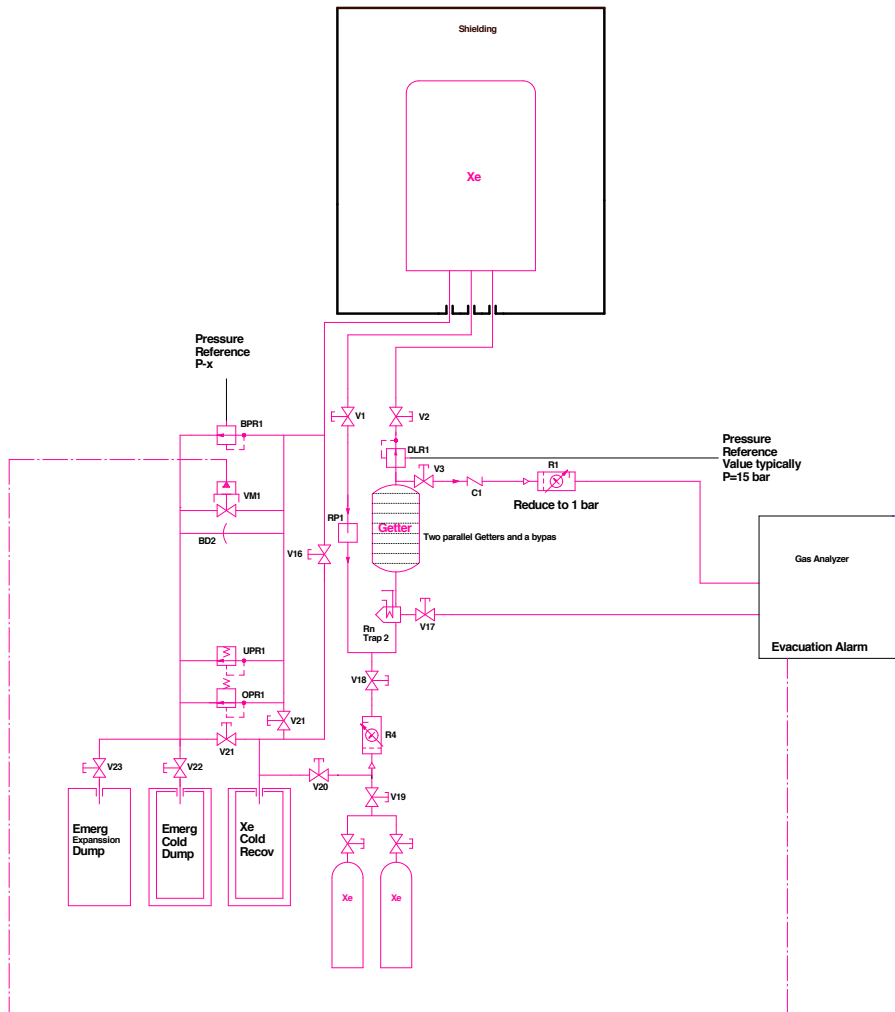 Shielding
Xe
Pressure
Reference
P-x
BPR1
V1
V2
DLR1
Pressure
Reference
Value typically
P=15 bar
V3
R1
C1
Reduce to 1 bar
VM1
BD2
RP1
Getter
Two parallel Getters and a bypas
V16
Gas Analyzer
Rn
Trap 2
V17
Evacuation Alarm
UPR1
OPR1
V18
V21
V21
R4
V23
V22
V20
V19
Emerg
Expanssion
Dump
Emerg
Cold
Dump
Xe
Cold
Recov
Xe
Xe